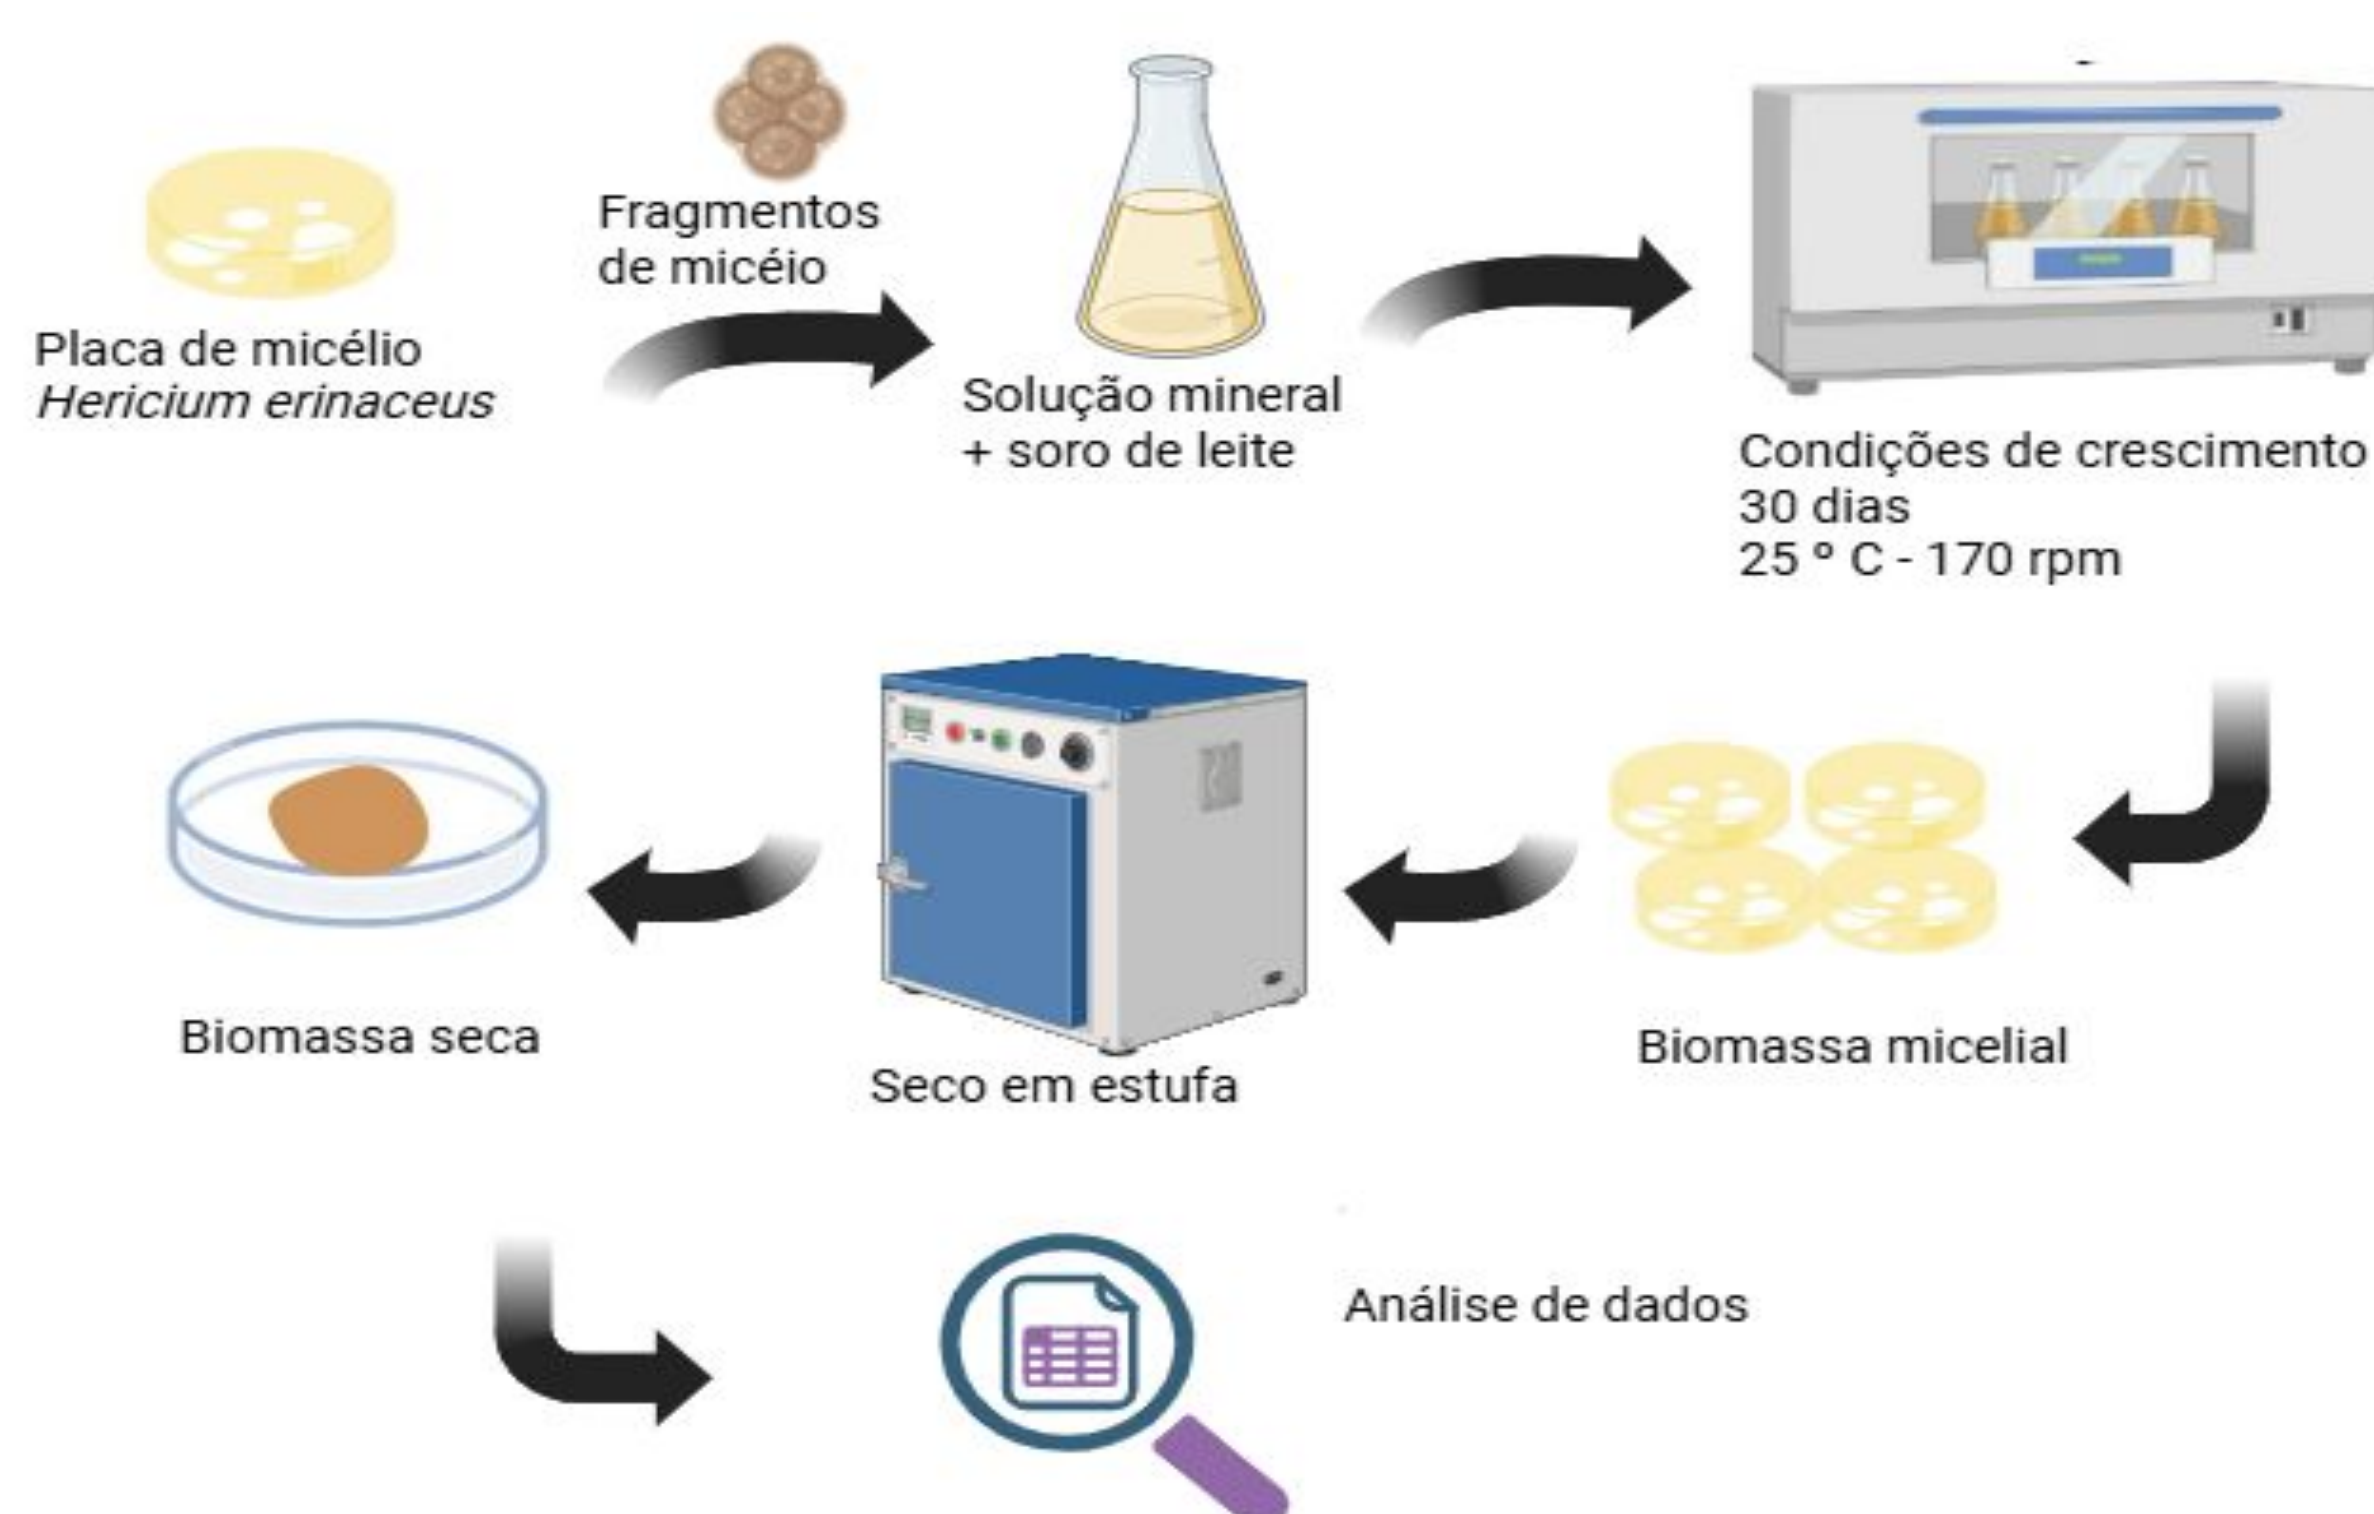 Fragmentos
de micéio
Placa de micélio
Hericium erinaceus
Solução mineral
+ soro de leite
Condições de crescimento
30 dias
25 º C - 170 rpm
Biomassa seca
Seco em estufa
Biomassa micelial
Análise de dados